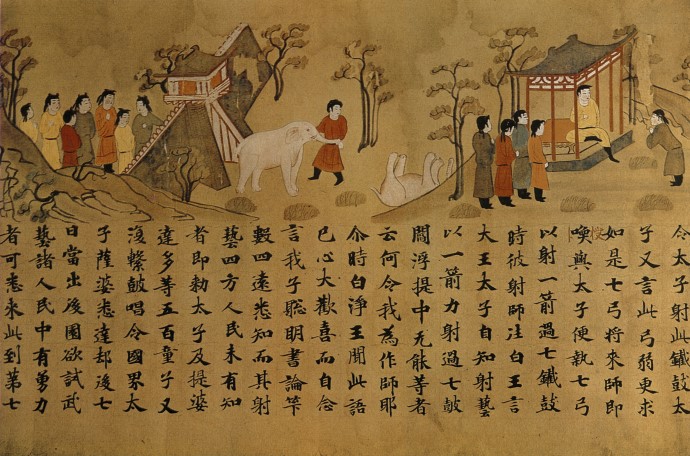 令太子射此鐵鼓太
子又言此弓弱更求
如是七弓將來師即
授
喚與太子便執七弓
以射一箭過七鐵鼓
時彼射師往白王言
大王太子自知射藝
以一箭力射過七皷
閻浮提中无能等者
云何令我為作師耶
尒時白淨王聞此語
已心大歡喜而自念
言我子聡明書論筭
數四遠悉知而其射
藝四方人民未有知
者即勅太子及提婆
達多等五百童子又
復繫皷唱令國界太
子薩婆悉達却後七
日當出後園欲試武
藝諸人民中有勇力
者可悉来此到第七